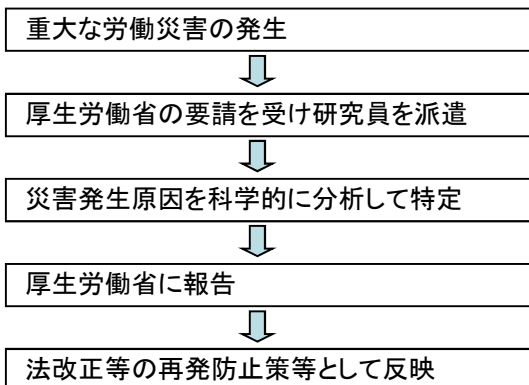 重大な労働災害の発生
厚生労働省の要請を受け研究員を派遣
災害発生原因を科学的に分析して特定
厚生労働省に報告
法改正等の再発防止策等として反映